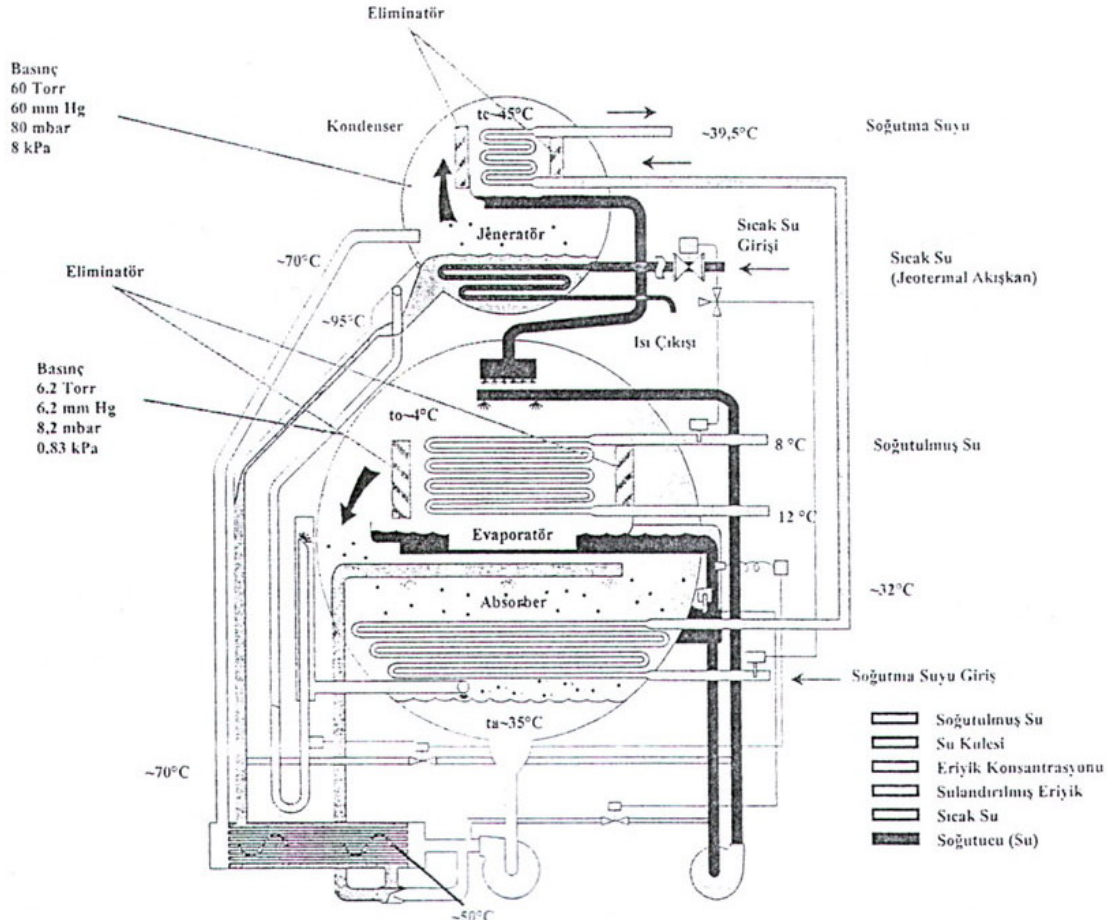 Eliminatör
Basınç
60 Torr
60 mm Hg
80 mbar
8 kPa
Kondenser
tc~45°C
~39,5°C
Soğutma Suyu
Jeneratör
Sıcak Su
Girişi
Sıcak Su
(Jeotermal Akışkan)
~70°C
Eliminatör
~95°C
Isı Çıkışı
Basınç
6.2 Torr
6,2 mm Hg
8,2 mbar
0.83 kPa
to~4°C
8 °C
Soğutulmuş Su
12 °C
Evaporatör
Absorber
~32°C
Soğutma Suyu Giriş
ta~35°C
~70°C
Soğutulmuş Su
Su Kulesi
Eriyik Konsantrasyonu
Sulandırılmış Eriyik
Sıcak Su
Soğutucu (Su)
~50°C